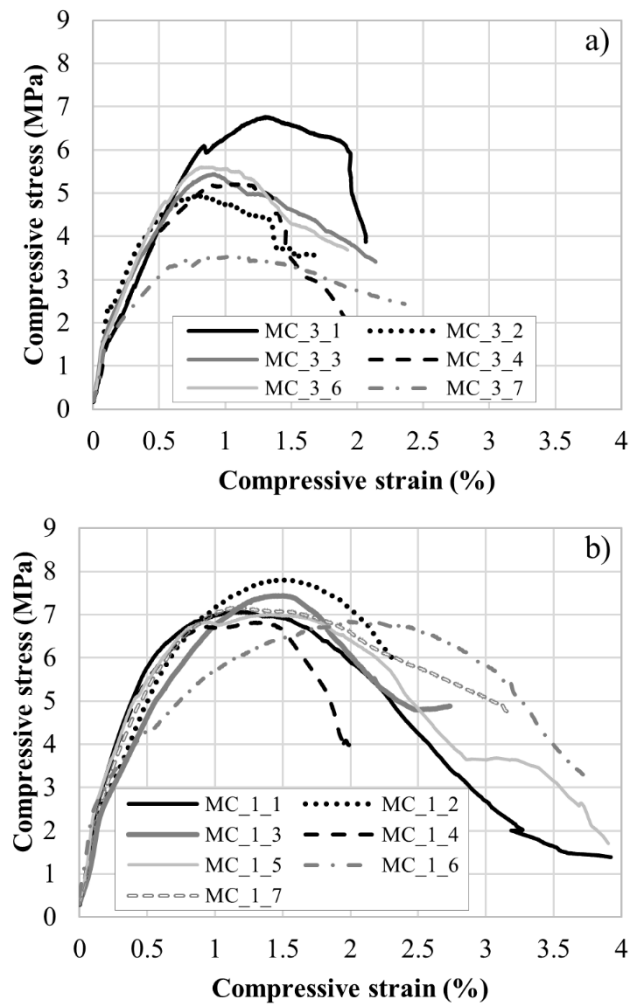 a)
Compressive stress (MPa)
9
8
7
6
5
4
3
2
1
0
MC_3_1 MC_3_2
MC_3_3 MC_3_4
MC_3_6 MC_3_7
0 0.5 1 1.5 2 2.5 3 3.5 4
Compressive strain (%)
b)
Compressive stress (MPa)
9
8
7
6
5
4
3
2
1
0
MC_1_1 MC_1_2
MC_1_3 MC_1_4
MC_1_5 MC_1_6
MC_1_7
0 0.5 1 1.5 2 2.5 3 3.5 4
Compressive strain (%)